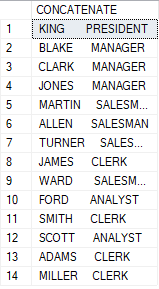 CONCATENATE
1 KING PRESIDENT
2 BLAKE MANAGER
3 CLARK MANAGER
4 JONES MANAGER
5 MARTIN SALESM...
6 ALLEN SALESMAN
7 TURNER SALES...
8 JAMES CLERK
9 WARD SALESM...
10 FORD ANALYST
11 SMITH CLERK
12 SCOTT ANALYST
13 ADAMS CLERK
14 MILLER CLERK